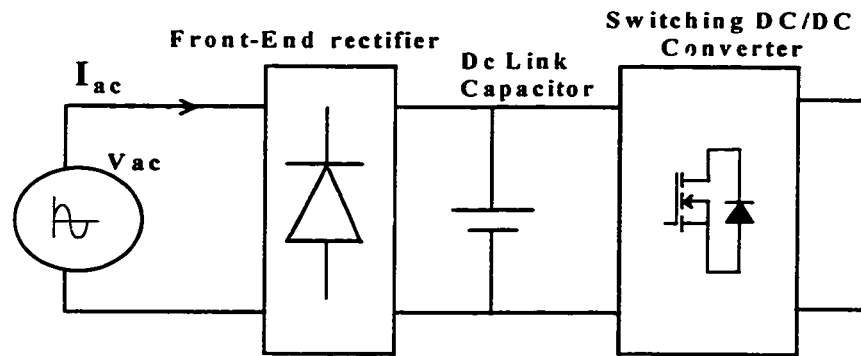 Switching DC/DC
Converter
Front-End rectifier
Dc Link
Capacitor
Iac
Vac